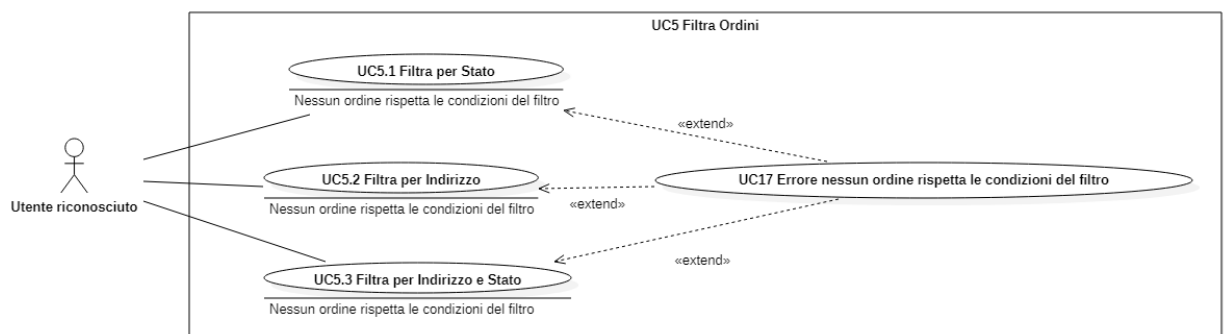 UC5 Filtra Ordini
UC5.1 Filtra per Stato
Nessun ordine rispetta le condizioni del filtro
«extend»
UC5.2 Filtra per Indirizzo
Nessun ordine rispetta le condizioni del filtro
«extend»
UC17 Errore nessun ordine rispetta le condizioni del filtro
Utente riconosciuto
«extend»
UC5.3 Filtra per Indirizzo e Stato
Nessun ordine rispetta le condizioni del filtro